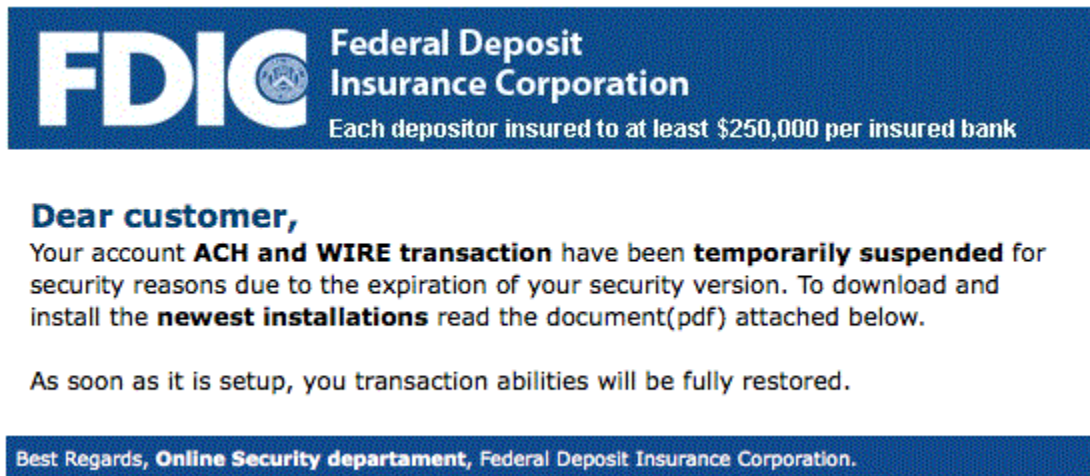 FDIC
Federal Deposit
Insurance Corporation
Each depositor insured to at least $250,000 per insured bank
Dear customer,
Your account ACH and WIRE transaction have been temporarily suspended for
security reasons due to the expiration of your security version. To download and
install the newest installations read the document(pdf) attached below.
As soon as it is setup, you transaction abilities will be fully restored.
Best Regards, Online Security departament, Federal Deposit Insurance Corporation.